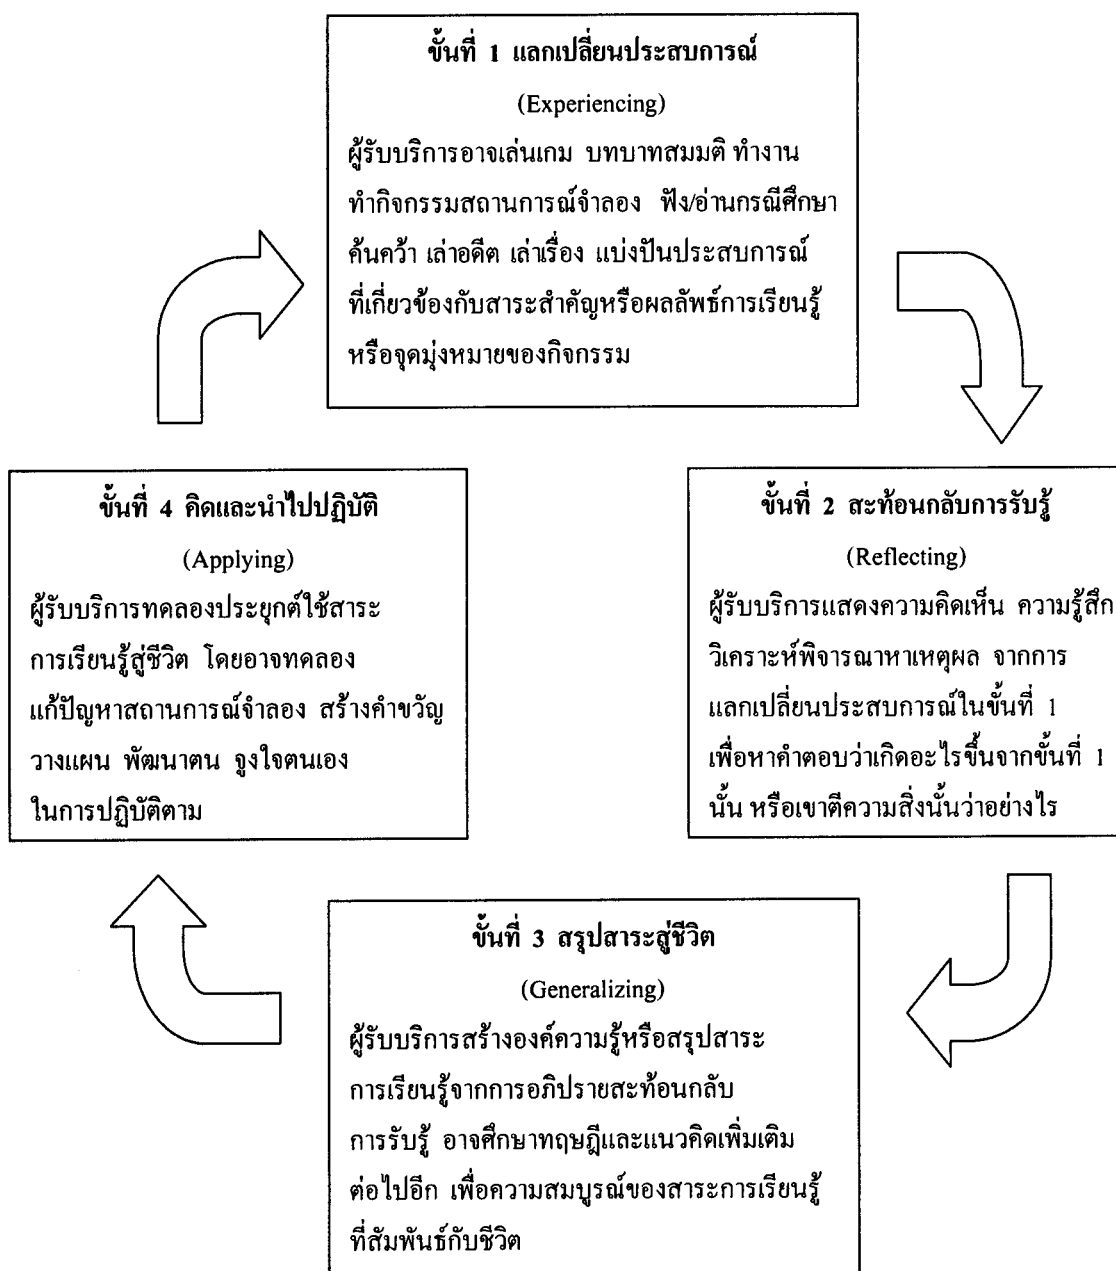 ขั้นที่ 1 แลกเปลี่ยนประสบการณ์
(Experiencing)
ผู้รับบริการอาจเล่นเกม บทบาทสมมติ ทำงาน
ทำกิจกรรมสถานการณ์จำลอง ฟัง/อ่านกรณีศึกษา
ค้นคว้า เล่าอดีต เล่าเรื่อง แบ่งปันประสบการณ์
ที่เกี่ยวข้องกับสาระสำคัญหรือผลลัพธ์การเรียนรู้
หรือจุดมุ่งหมายของกิจกรรม
ขั้นที่ 2 สะท้อนกลับการรับรู้
(Reflecting)
ผู้รับบริการแสดงความคิดเห็น ความรู้สึก
วิเคราะห์พิจารณาหาเหตุผล จากการ
แลกเปลี่ยนประสบการณ์ในขั้นที่ 1
เพื่อหาคำตอบว่าเกิดอะไรขึ้นจากขั้นที่ 1
นั้น หรือเขาตีความสิ่งนั้นว่าอย่างไร
ขั้นที่ 3 สรุปสาระสู่ชีวิต
(Generalizing)
ผู้รับบริการสร้างองค์ความรู้หรือสรุปสาระ
การเรียนรู้จากการอภิปรายสะท้อนกลับ
การรับรู้ อาจศึกษาทฤษฎีและแนวคิดเพิ่มเติม
ต่อไปอีก เพื่อความสมบูรณ์ของสาระการเรียนรู้
ที่สัมพันธ์กับชีวิต
ขั้นที่ 4 คิดและนำไปปฏิบัติ
(Applying)
ผู้รับบริการทดลองประยุกต์ใช้สาระ
การเรียนรู้สู่ชีวิต โดยอาจทดลอง
แก้ปัญหาสถานการณ์จำลอง สร้างคำขวัญ
วางแผน พัฒนาตน จูงใจตนเอง
ในการปฏิบัติตาม